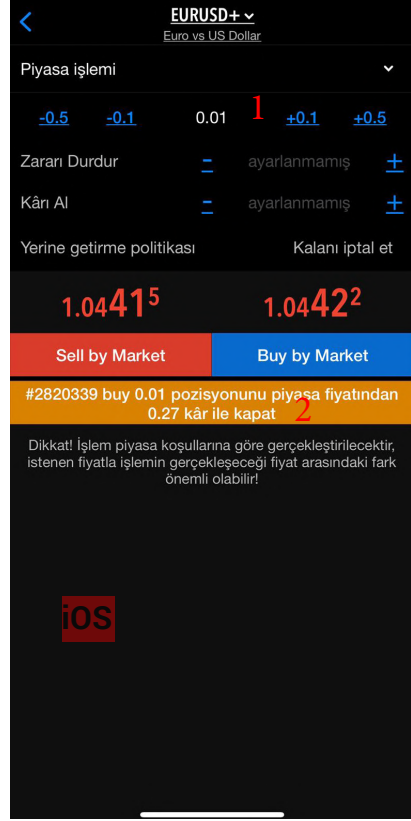 EURUSD+
Euro vs US Dollar
Piyasa işlemi
-0.5 -0.1 0.01 1 +0.1 +0.5
Zararı Durdur - ayarlanmamış +
Kârı Al - ayarlanmamış +
Yerine getirme politikası Kalanı iptal et
1.04415 1.04422
Sell by Market Buy by Market
#2820339 buy 0.01 pozisyonunu piyasa fiyatından
0.27 kâr ile kapat 2
Dikkat! İşlem piyasa koşullarına göre gerçekleştirilecektir,
istenen fiyatla işlemin gerçekleşeceği fiyat arasındaki fark
önemli olabilir!
iOS